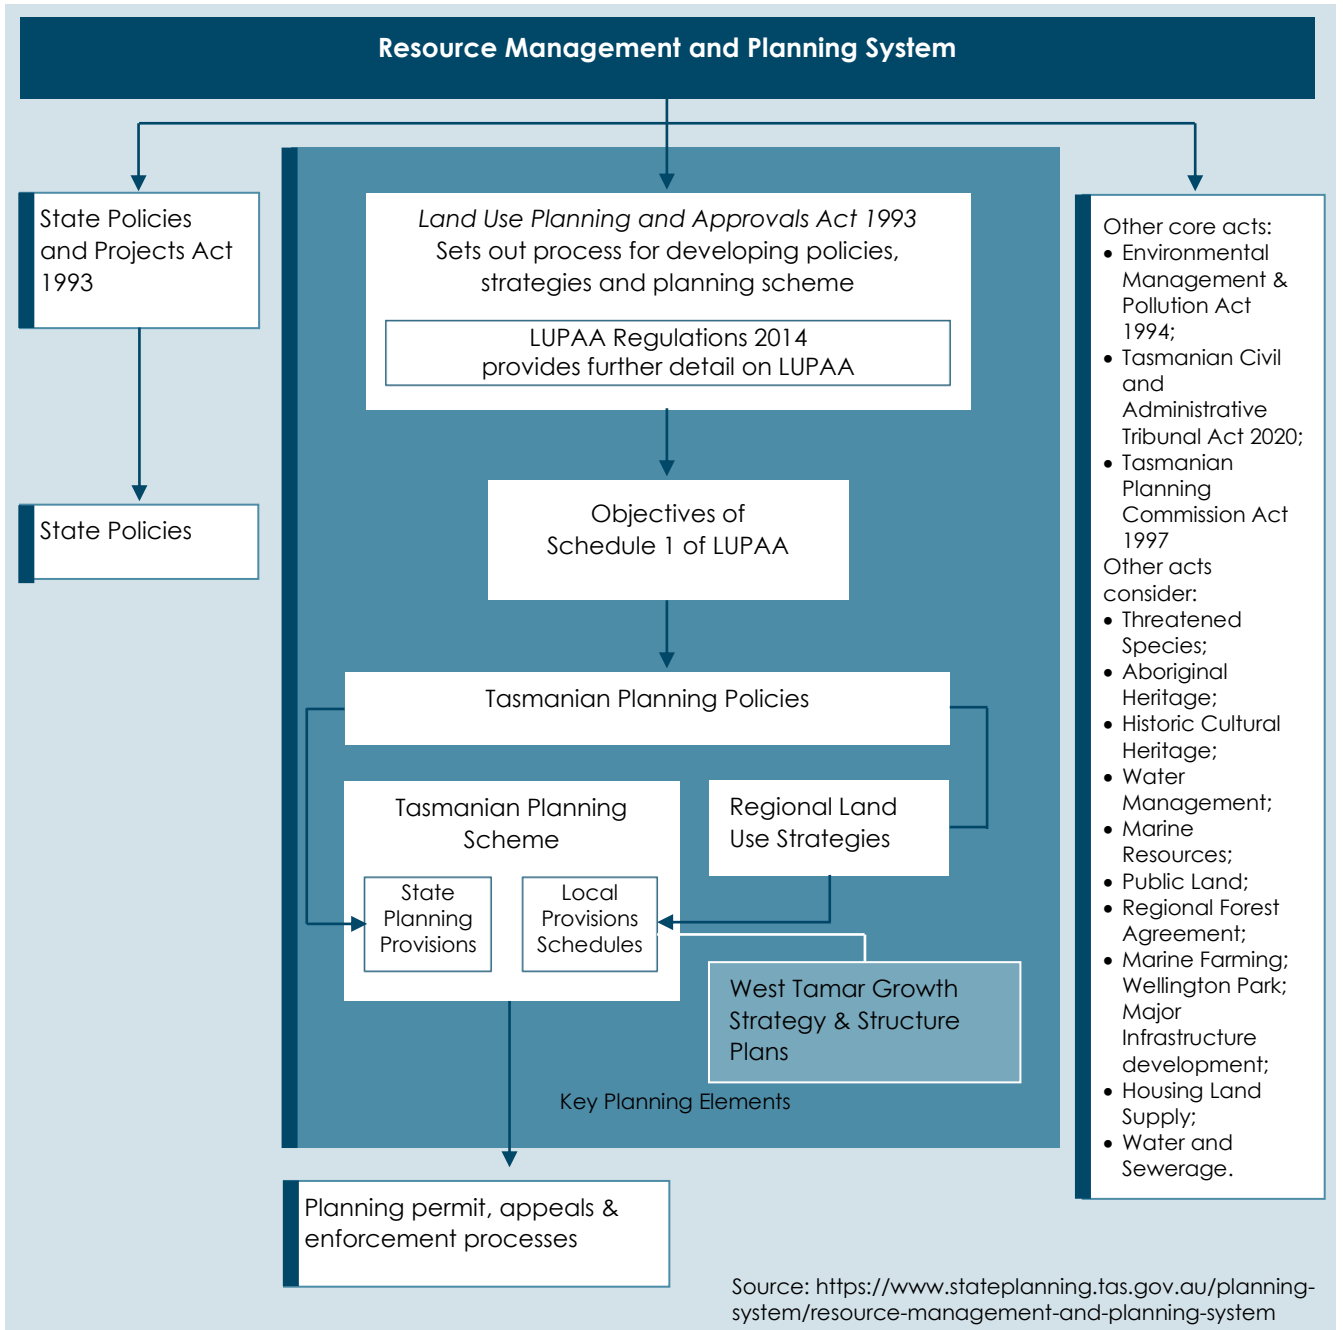 Resource Management and Planning System
State Policies
and Projects Act
1993
State Policies
Land Use Planning and Approvals Act 1993
Sets out process for developing policies,
strategies and planning scheme
LUPAA Regulations 2014
provides further detail on LUPAA
Objectives of
Schedule 1 of LUPAA
Tasmanian Planning Policies
Tasmanian Planning
Scheme
State
Planning
Provisions
Local
Provisions
Schedules
Regional Land
Use Strategies
West Tamar Growth
Strategy & Structure
Plans
Key Planning Elements
Planning permit, appeals &
enforcement processes
Other core acts:
• Environmental
Management &
Pollution Act
1994;
• Tasmanian Civil
and
Administrative
Tribunal Act 2020;
• Tasmanian
Planning
Commission Act
1997
Other acts
consider:
• Threatened
Species;
• Aboriginal
Heritage;
• Historic Cultural
Heritage;
• Water
Management;
• Marine
Resources;
• Public Land;
• Regional Forest
Agreement;
• Marine Farming;
Wellington Park;
Major
Infrastructure
development;
• Housing Land
Supply;
• Water and
Sewerage.
Source: https://www.stateplanning.tas.gov.au/planning-
system/resource-management-and-planning-system